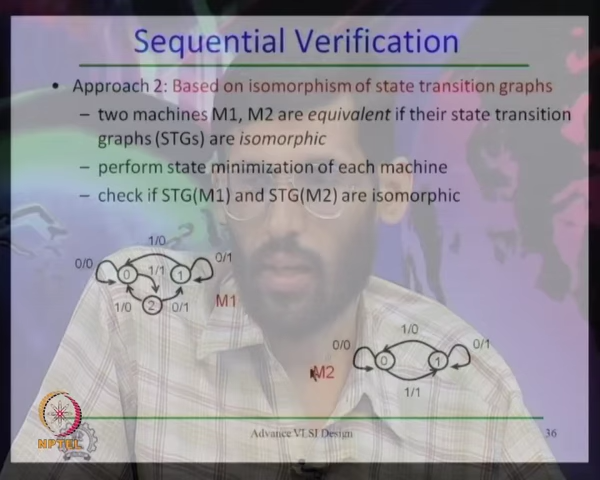 Sequential Verification
• Approach 2: Based on isomorphism of state transition graphs
– two machines M1, M2 are equivalent if their state transition
graphs (STGs) are isomorphic
– perform state minimization of each machine
– check if STG(M1) and STG(M2) are isomorphic
1/0
0/0
0/1
0
1/1
1
1/0
2
0/1
M1
1/0
0/0
0/1
0
1
M2
1/1
NPTEL
Advance VLSI Design
36